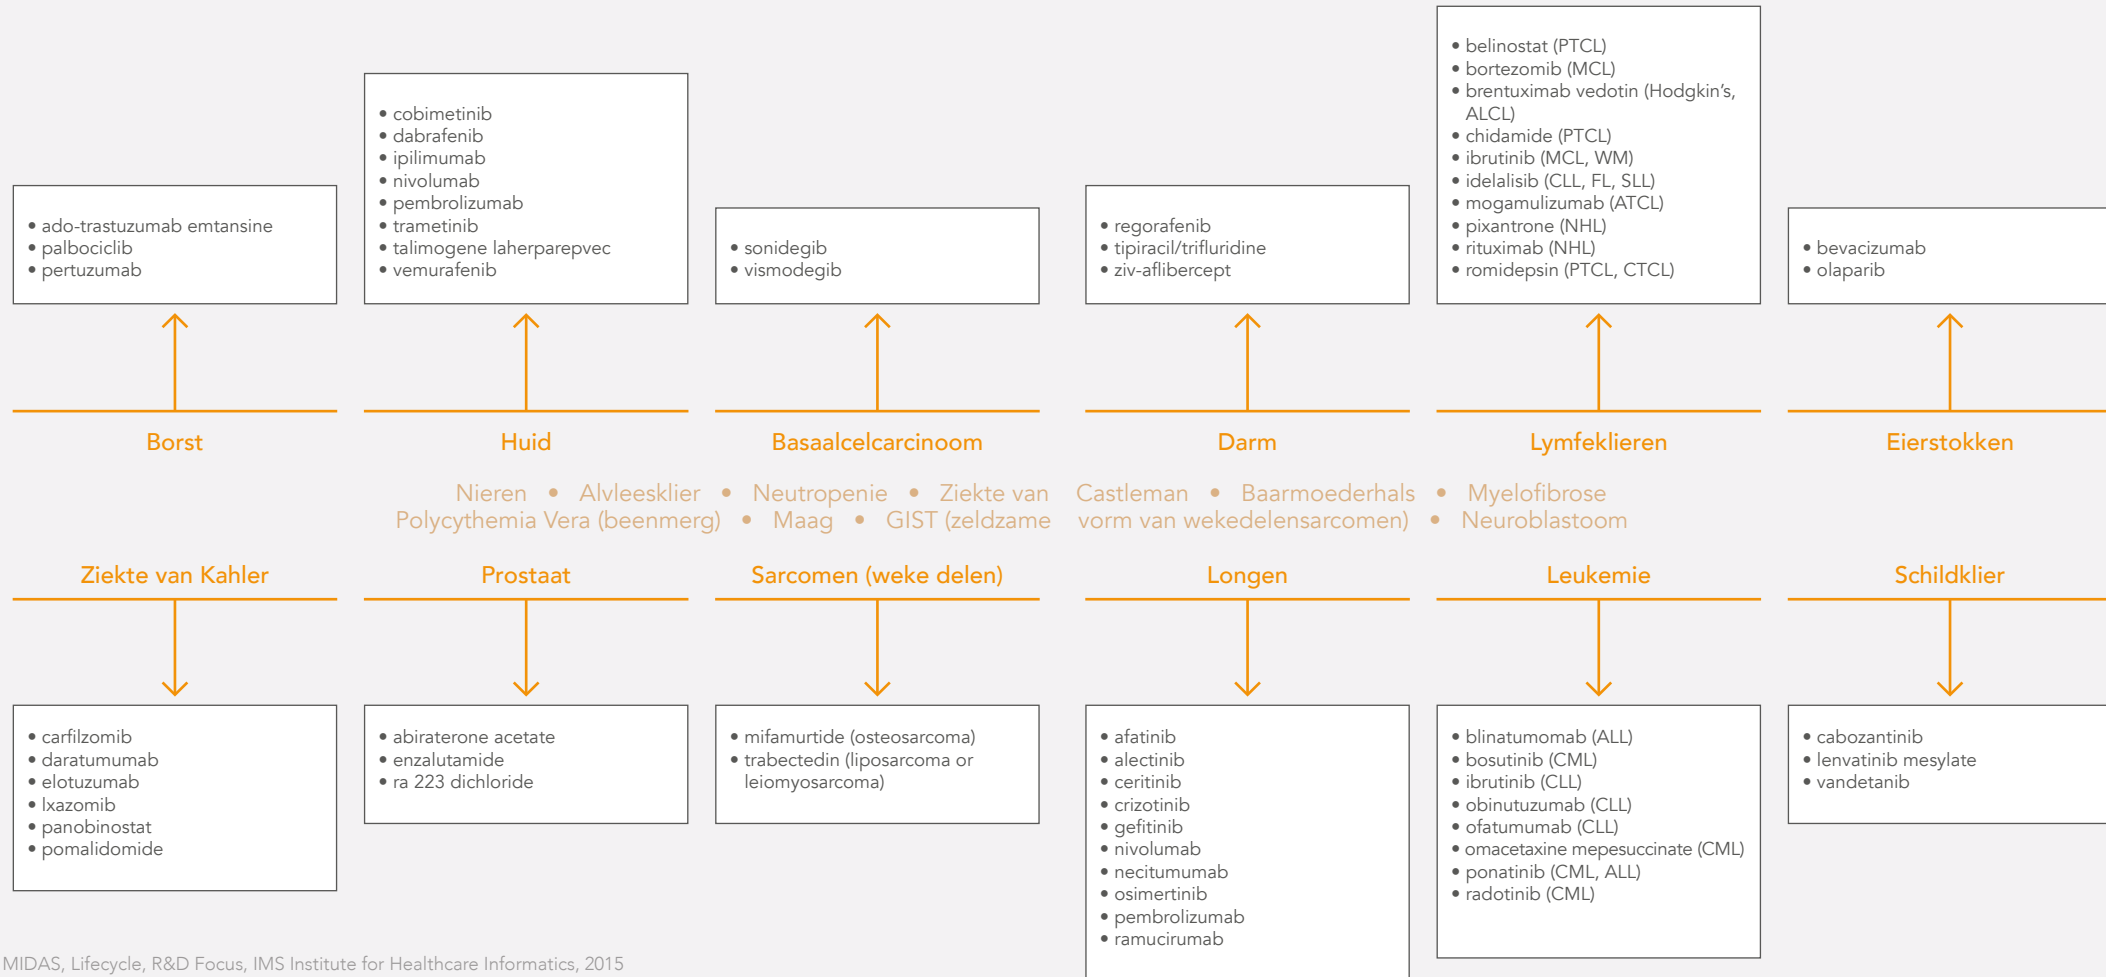 • ado-trastuzumab emtansine
• palbociclib
• pertuzumab
Borst
• cobimetinib
• dabrafenib
• ipilimumab
• nivolumab
• pembrolizumab
• trametinib
• talimogene laherparepvec
• vemurafenib
Huid
• sonidegib
• vismodegib
Basaalcelcarcinoom
• regorafenib
• tipiracil/trifluridine
• ziv-aflibercept
Darm
• belinostat (PTCL)
• bortezomib (MCL)
• brentuximab vedotin (Hodgkin's,
ALCL)
• chidamide (PTCL)
• ibrutinib (MCL, WM)
• idelalisib (CLL, FL, SLL)
• mogamulizumab (ATCL)
• pixantrone (NHL)
• rituximab (NHL)
• romidepsin (PTCL, CTCL)
Lymfeklieren
• bevacizumab
• olaparib
Eierstokken
Nieren • Alvleesklier • Neutropenie • Ziekte van Castleman • Baarmoederhals • Myelofibrose
Polycythemia Vera (beenmerg) • Maag • GIST (zeldzame vorm van wekedelensarcomen) • Neuroblastoom
Ziekte van Kahler
• carfilzomib
• daratumumab
• elotuzumab
• lxazomib
• panobinostat
• pomalidomide
Prostaat
• abiraterone acetate
• enzalutamide
• ra 223 dichloride
Sarcomen (weke delen)
• mifamurtide (osteosarcoma)
• trabectedin (liposarcoma or
leiomyosarcoma)
Longen
• afatinib
• alectinib
• ceritinib
• crizotinib
• gefitinib
• nivolumab
• necitumumab
• osimertinib
• pembrolizumab
• ramucirumab
Leukemie
• blinatumomab (ALL)
• bosutinib (CML)
• ibrutinib (CLL)
• obinutuzumab (CLL)
• ofatumumab (CLL)
• omacetaxine mepesuccinate (CML)
• ponatinib (CML, ALL)
• radotinib (CML)
Schildklier
• cabozantinib
• lenvatinib mesylate
• vandetanib
MIDAS, Lifecycle, R&D Focus, IMS Institute for Healthcare Informatics, 2015